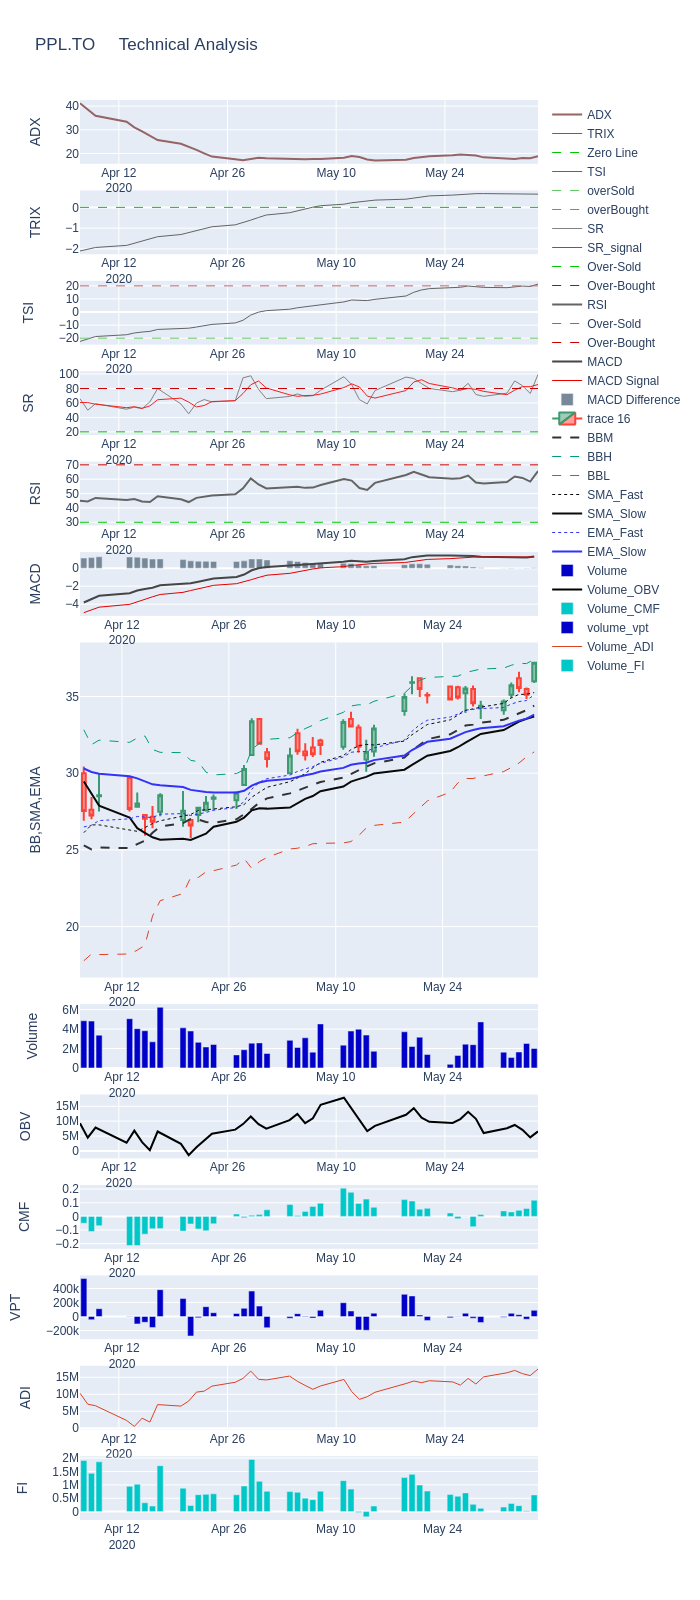 PPL.TO Technical Analysis
ADX
40
30
20
Apr 12
2020
Apr 26
May 10
May 24
TRIX
0
−1
−2
Apr 12
2020
Apr 26
May 10
May 24
TSI
20
10
0
−10
−20
Apr 12
2020
Apr 26
May 10
May 24
SR
100
80
60
40
20
Apr 12
2020
Apr 26
May 10
May 24
RSI
70
60
50
40
30
Apr 12
2020
Apr 26
May 10
May 24
MACD
0
−2
−4
Apr 12
2020
Apr 26
May 10
May 24
BB,SMA,EMA
35
30
25
20
Apr 12
2020
Apr 26
May 10
May 24
Volume
6M
4M
2M
0
Apr 12
2020
Apr 26
May 10
May 24
OBV
15M
10M
5M
0
Apr 12
2020
Apr 26
May 10
May 24
CMF
0.2
0.1
0
−0.1
−0.2
Apr 12
2020
Apr 26
May 10
May 24
VPT
400k
200k
0
−200k
Apr 12
2020
Apr 26
May 10
May 24
ADI
15M
10M
5M
0
Apr 12
2020
Apr 26
May 10
May 24
FI
2M
1.5M
1M
0.5M
0
Apr 12
2020
Apr 26
May 10
May 24
ADX
TRIX
Zero Line
TSI
overSold
overBought
SR
SR_signal
Over-Sold
Over-Bought
RSI
Over-Sold
Over-Bought
MACD
MACD Signal
MACD Difference
trace 16
BBM
BBH
BBL
SMA_Fast
SMA_Slow
EMA_Fast
EMA_Slow
Volume
Volume_OBV
Volume_CMF
volume_vpt
Volume_ADI
Volume_FI